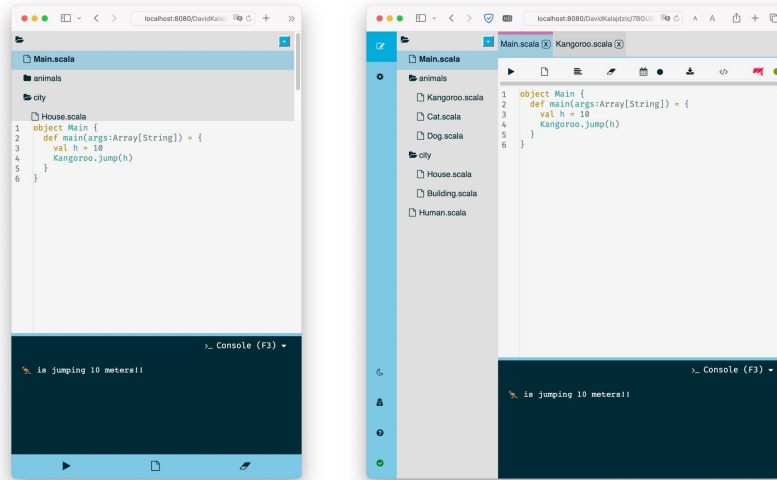 localhost:8080/DavidKalajd
Main.scala
animals
city
House.scala
1 object Main {
2 def main(args:Array[String]) = {
3 val h = 10
4 Kangoroo.jump(h)
5 }
6 }
>_ Console (F3)
is jumping 10 meters!!
localhost:8080/DavidKalajdzic/7BGU
Main.scala X Kangoroo.scala X
Main.scala
animals
Kangoroo.scala
Cat.scala
Dog.scala
city
House.scala
Building.scala
Human.scala
1 object Main {
2 def main(args:Array[String]) = {
3 val h = 10
4 Kangoroo.jump(h)
5 }
6 }
>_ Console (F3)
is jumping 10 meters!!